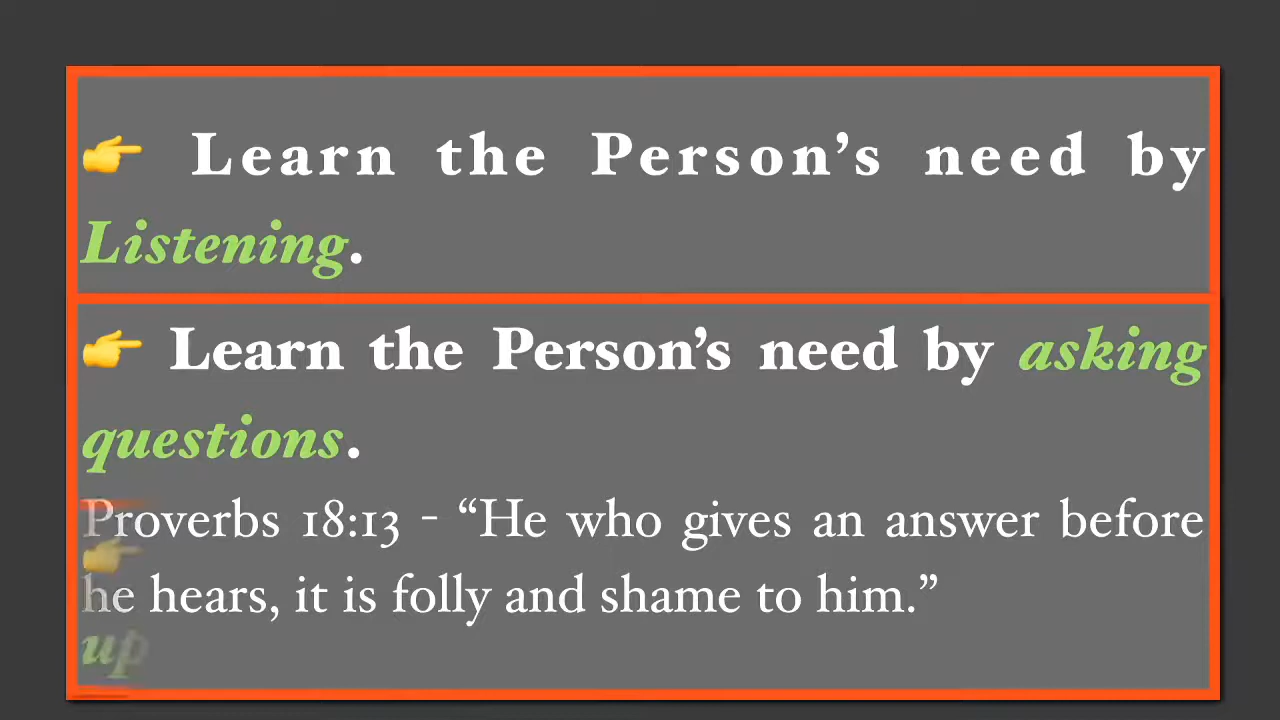 👉 Learn the Person’s need by
Listening.
👉 Learn the Person’s need by asking
questions.
Proverbs 18:13 - “He who gives an answer before
he hears, it is folly and shame to him.”
up